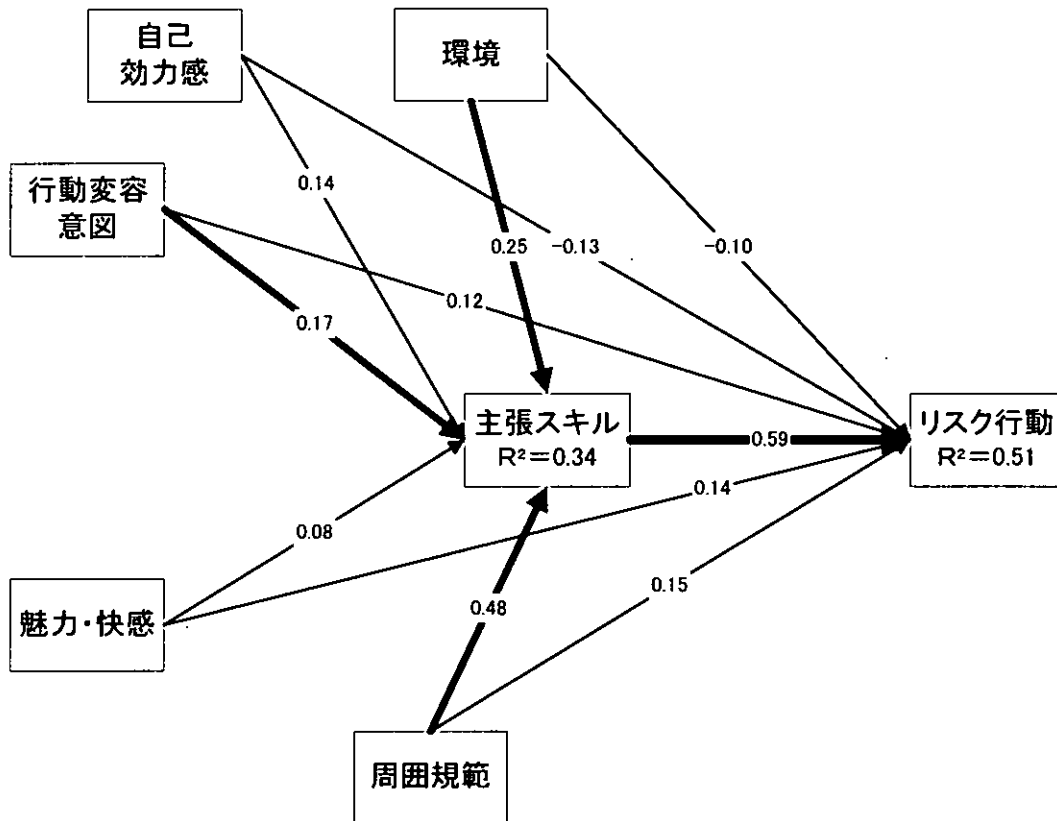 自己
効力感
環境
行動変容
意図
0.14
0.25
-0.13
-0.10
0.12
0.17
主張スキル
R²=0.34
0.59
リスク行動
R²=0.51
0.14
0.08
魅力・快感
0.48
0.15
周囲規範